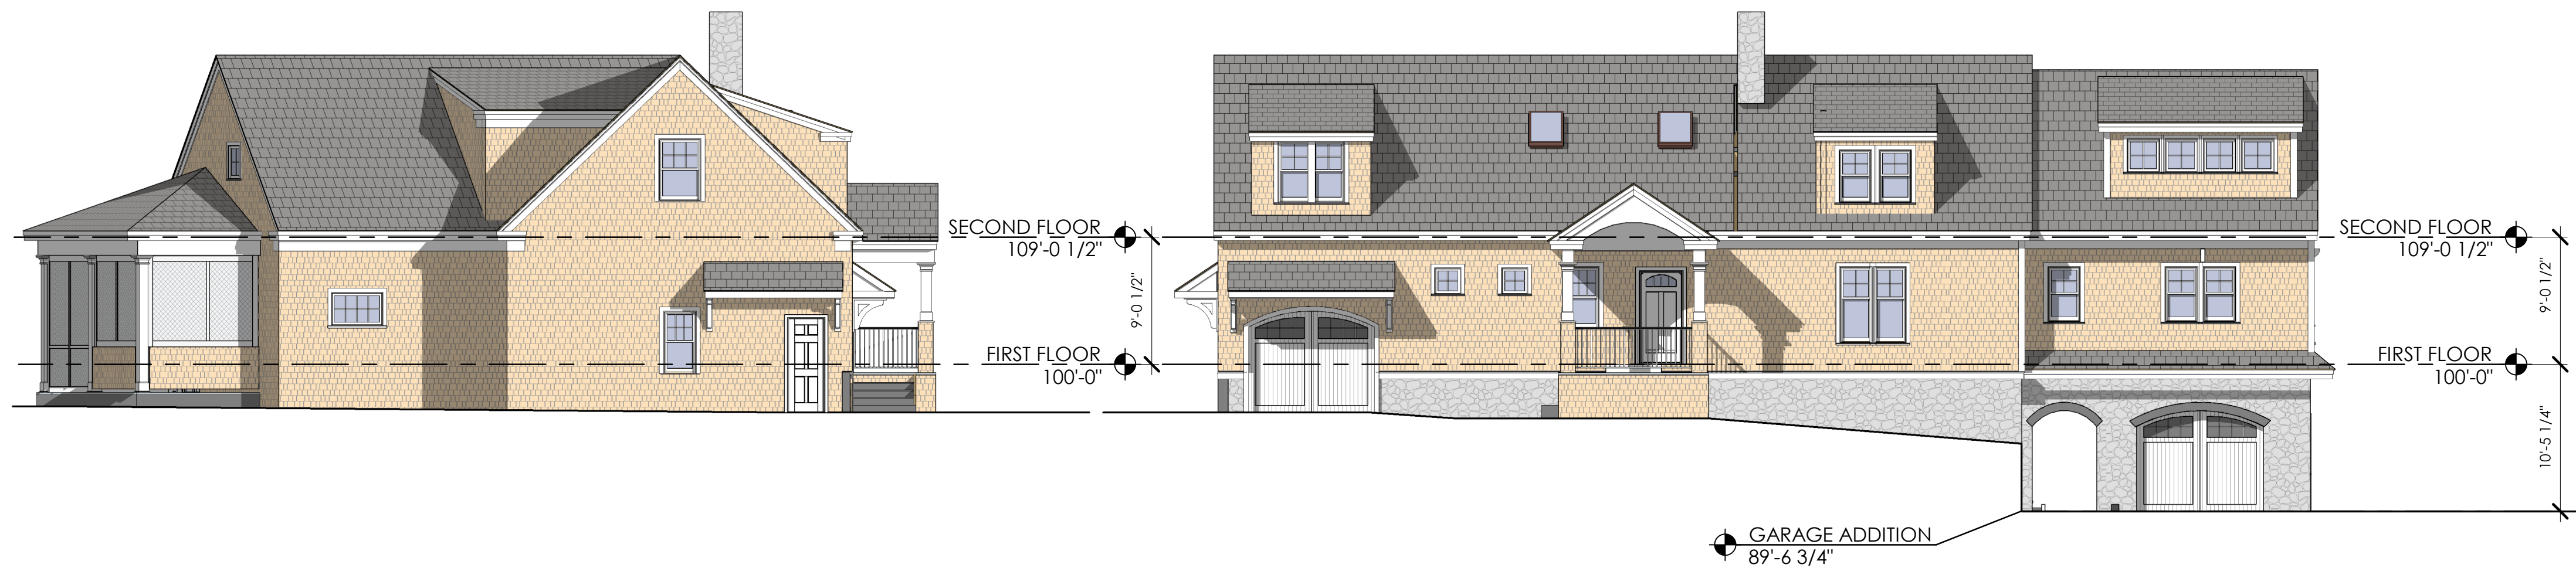 SECOND FLOOR
109'-0 1/2"
9'-0 1/2"
FIRST FLOOR
100'-0"
SECOND FLOOR
109'-0 1/2"
9'-0 1/2"
FIRST FLOOR
100'-0"
10'-5 1/4"
GARAGE ADDITION
89'-6 3/4"